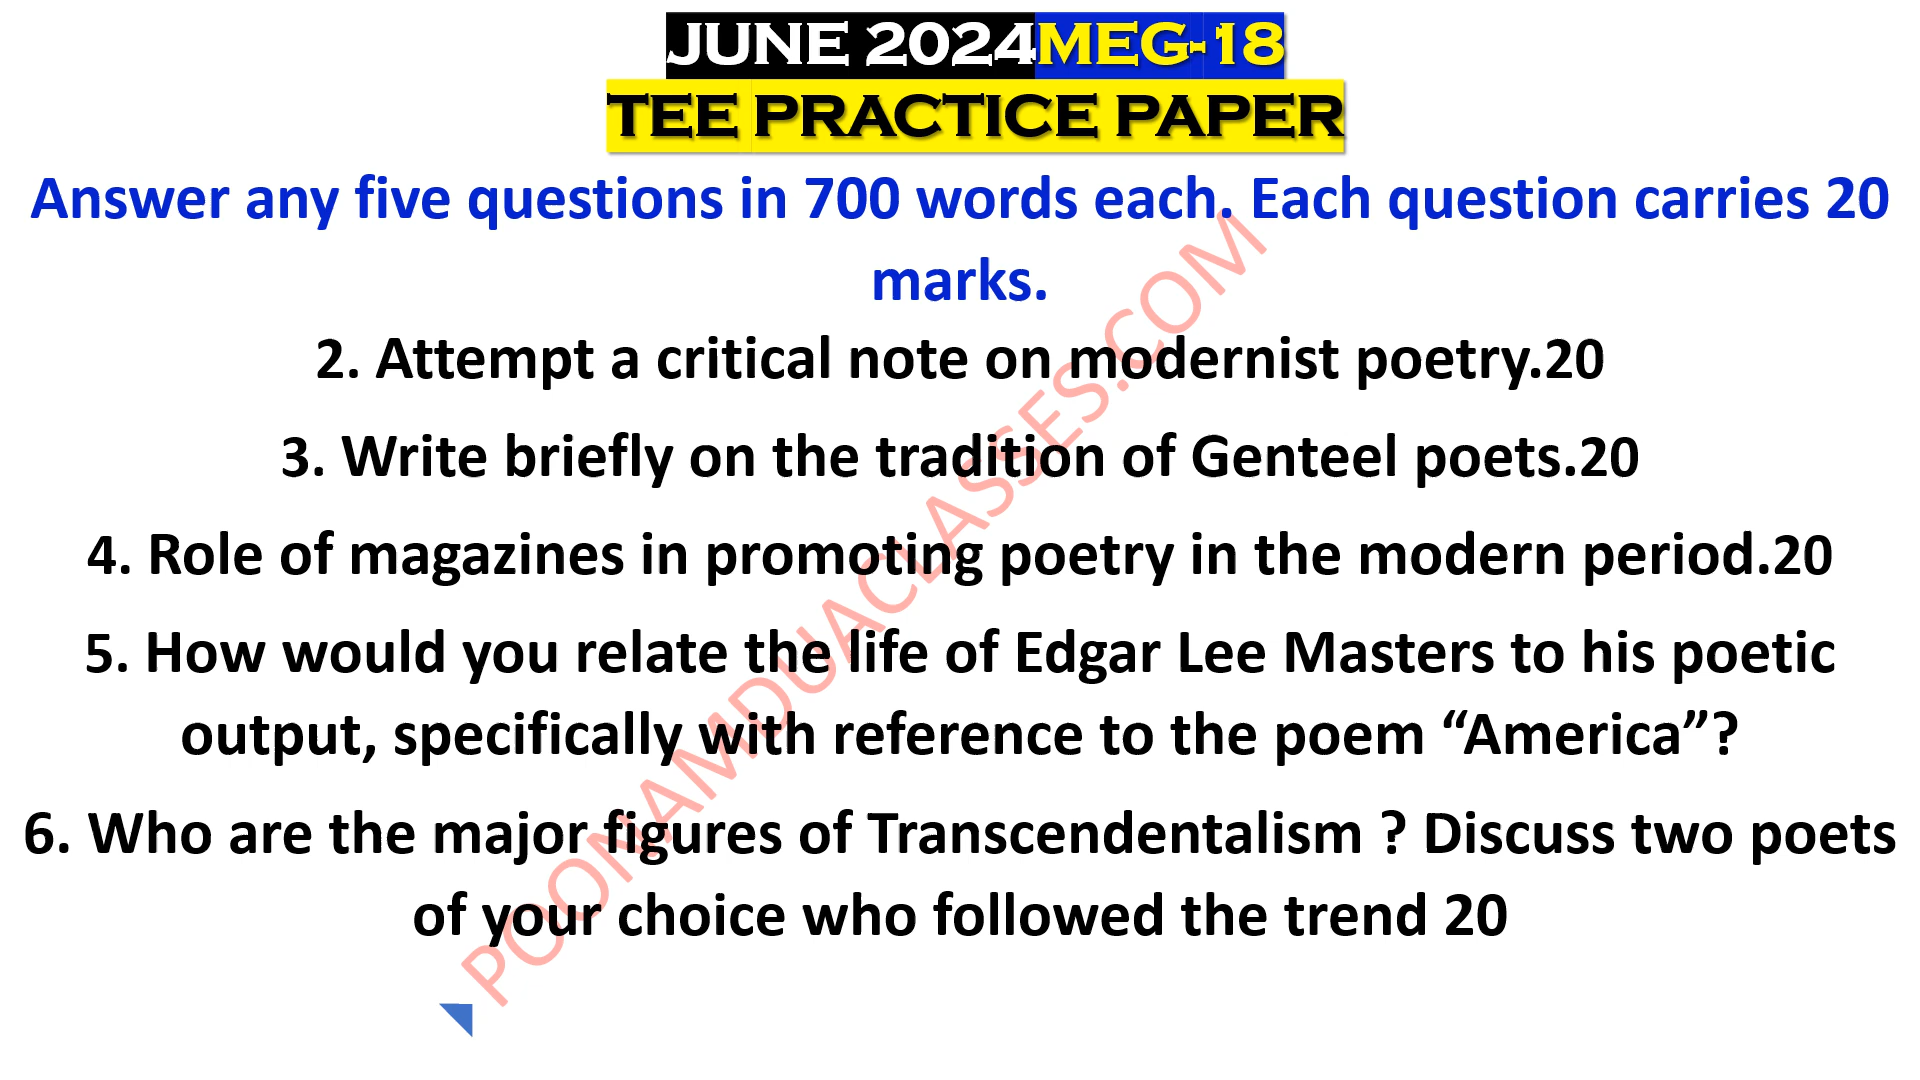 JUNE 2024MEG-18
TEE PRACTICE PAPER
Answer any five questions in 700 words each. Each question carries 20
marks.
2. Attempt a critical note on modernist poetry.20
3. Write briefly on the tradition of Genteel poets.20
4. Role of magazines in promoting poetry in the modern period.20
5. How would you relate the life of Edgar Lee Masters to his poetic
output, specifically with reference to the poem “America”?
6. Who are the major figures of Transcendentalism ? Discuss two poets
of your choice who followed the trend 20
POONAMDUACLASSES.COM